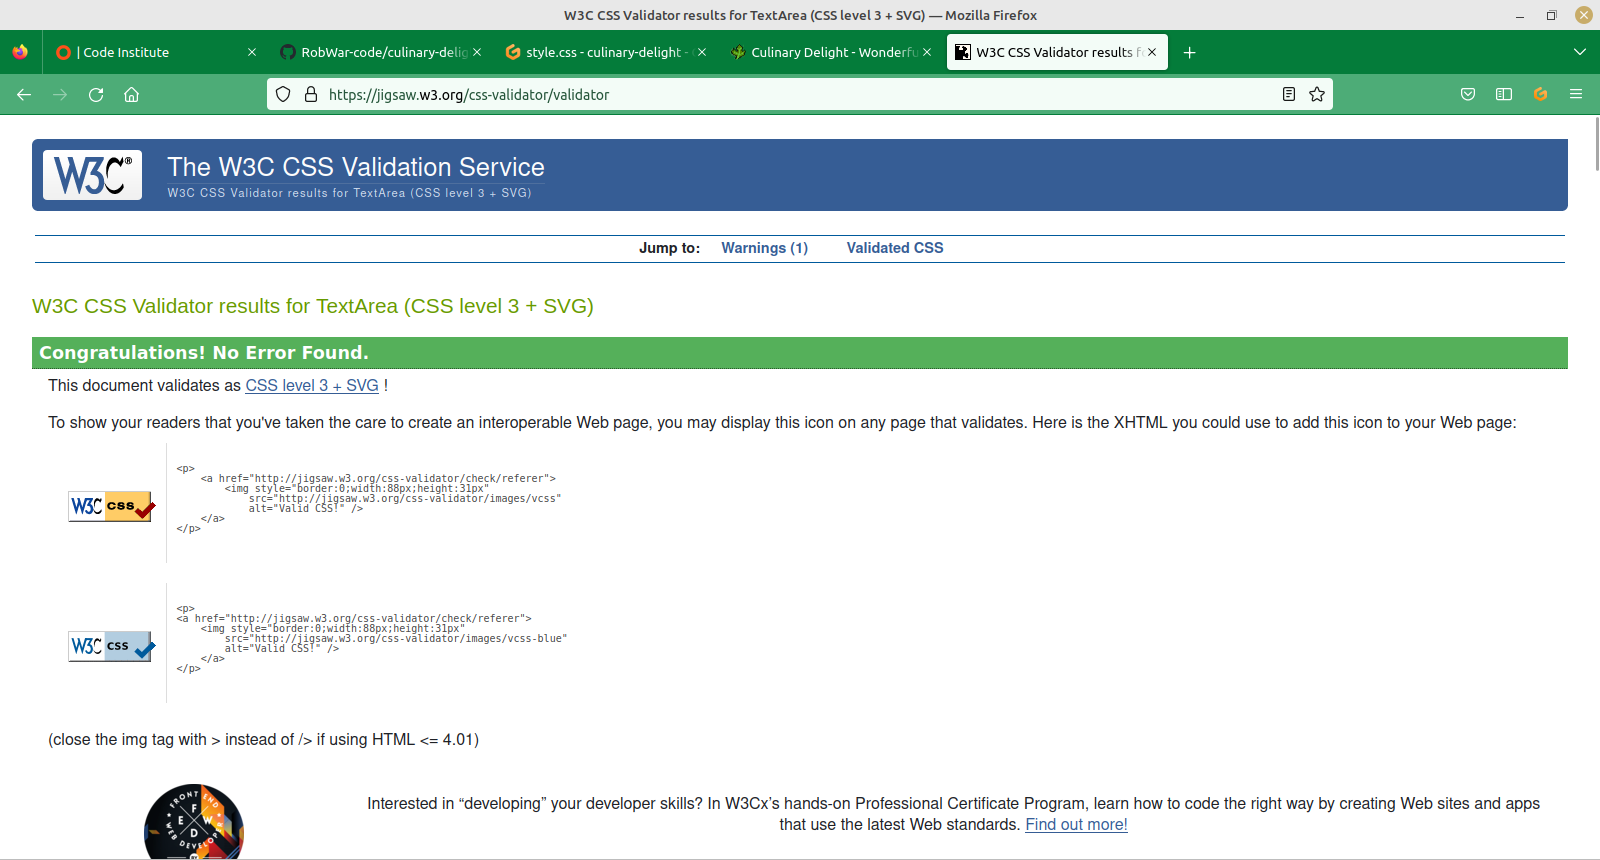 W3C CSS Validator results for TextArea (CSS level 3 + SVG) — Mozilla Firefox
| Code Institute
RobWar-code/culinary-delig
style.css - culinary-delight -
Culinary Delight - Wonderfu
W3C CSS Validator results f
https://jigsaw.w3.org/css-validator/validator
W3C®
The W3C CSS Validation Service
W3C CSS Validator results for TextArea (CSS level 3 + SVG)
Jump to: Warnings (1) Validated CSS
W3C CSS Validator results for TextArea (CSS level 3 + SVG)
Congratulations! No Error Found.
This document validates as CSS level 3 + SVG !
To show your readers that you've taken the care to create an interoperable Web page, you may display this icon on any page that validates. Here is the XHTML you could use to add this icon to your Web page:
W3C CSS
<p>
<a href="http://jigsaw.w3.org/css-validator/check/referer">
<img style="border:0;width:88px;height:31px"
src="http://jigsaw.w3.org/css-validator/images/vcss"
alt="Valid CSS!" />
</a>
</p>
W3C CSS
<p>
<a href="http://jigsaw.w3.org/css-validator/check/referer">
<img style="border:0;width:88px;height:31px"
src="http://jigsaw.w3.org/css-validator/images/vcss-blue"
alt="Valid CSS!" />
</a>
</p>
(close the img tag with > instead of /> if using HTML <= 4.01)
FRONT END
WEB DEVELOPER
F E W D
Interested in “developing” your developer skills? In W3Cx’s hands-on Professional Certificate Program, learn how to code the right way by creating Web sites and apps
that use the latest Web standards. Find out more!